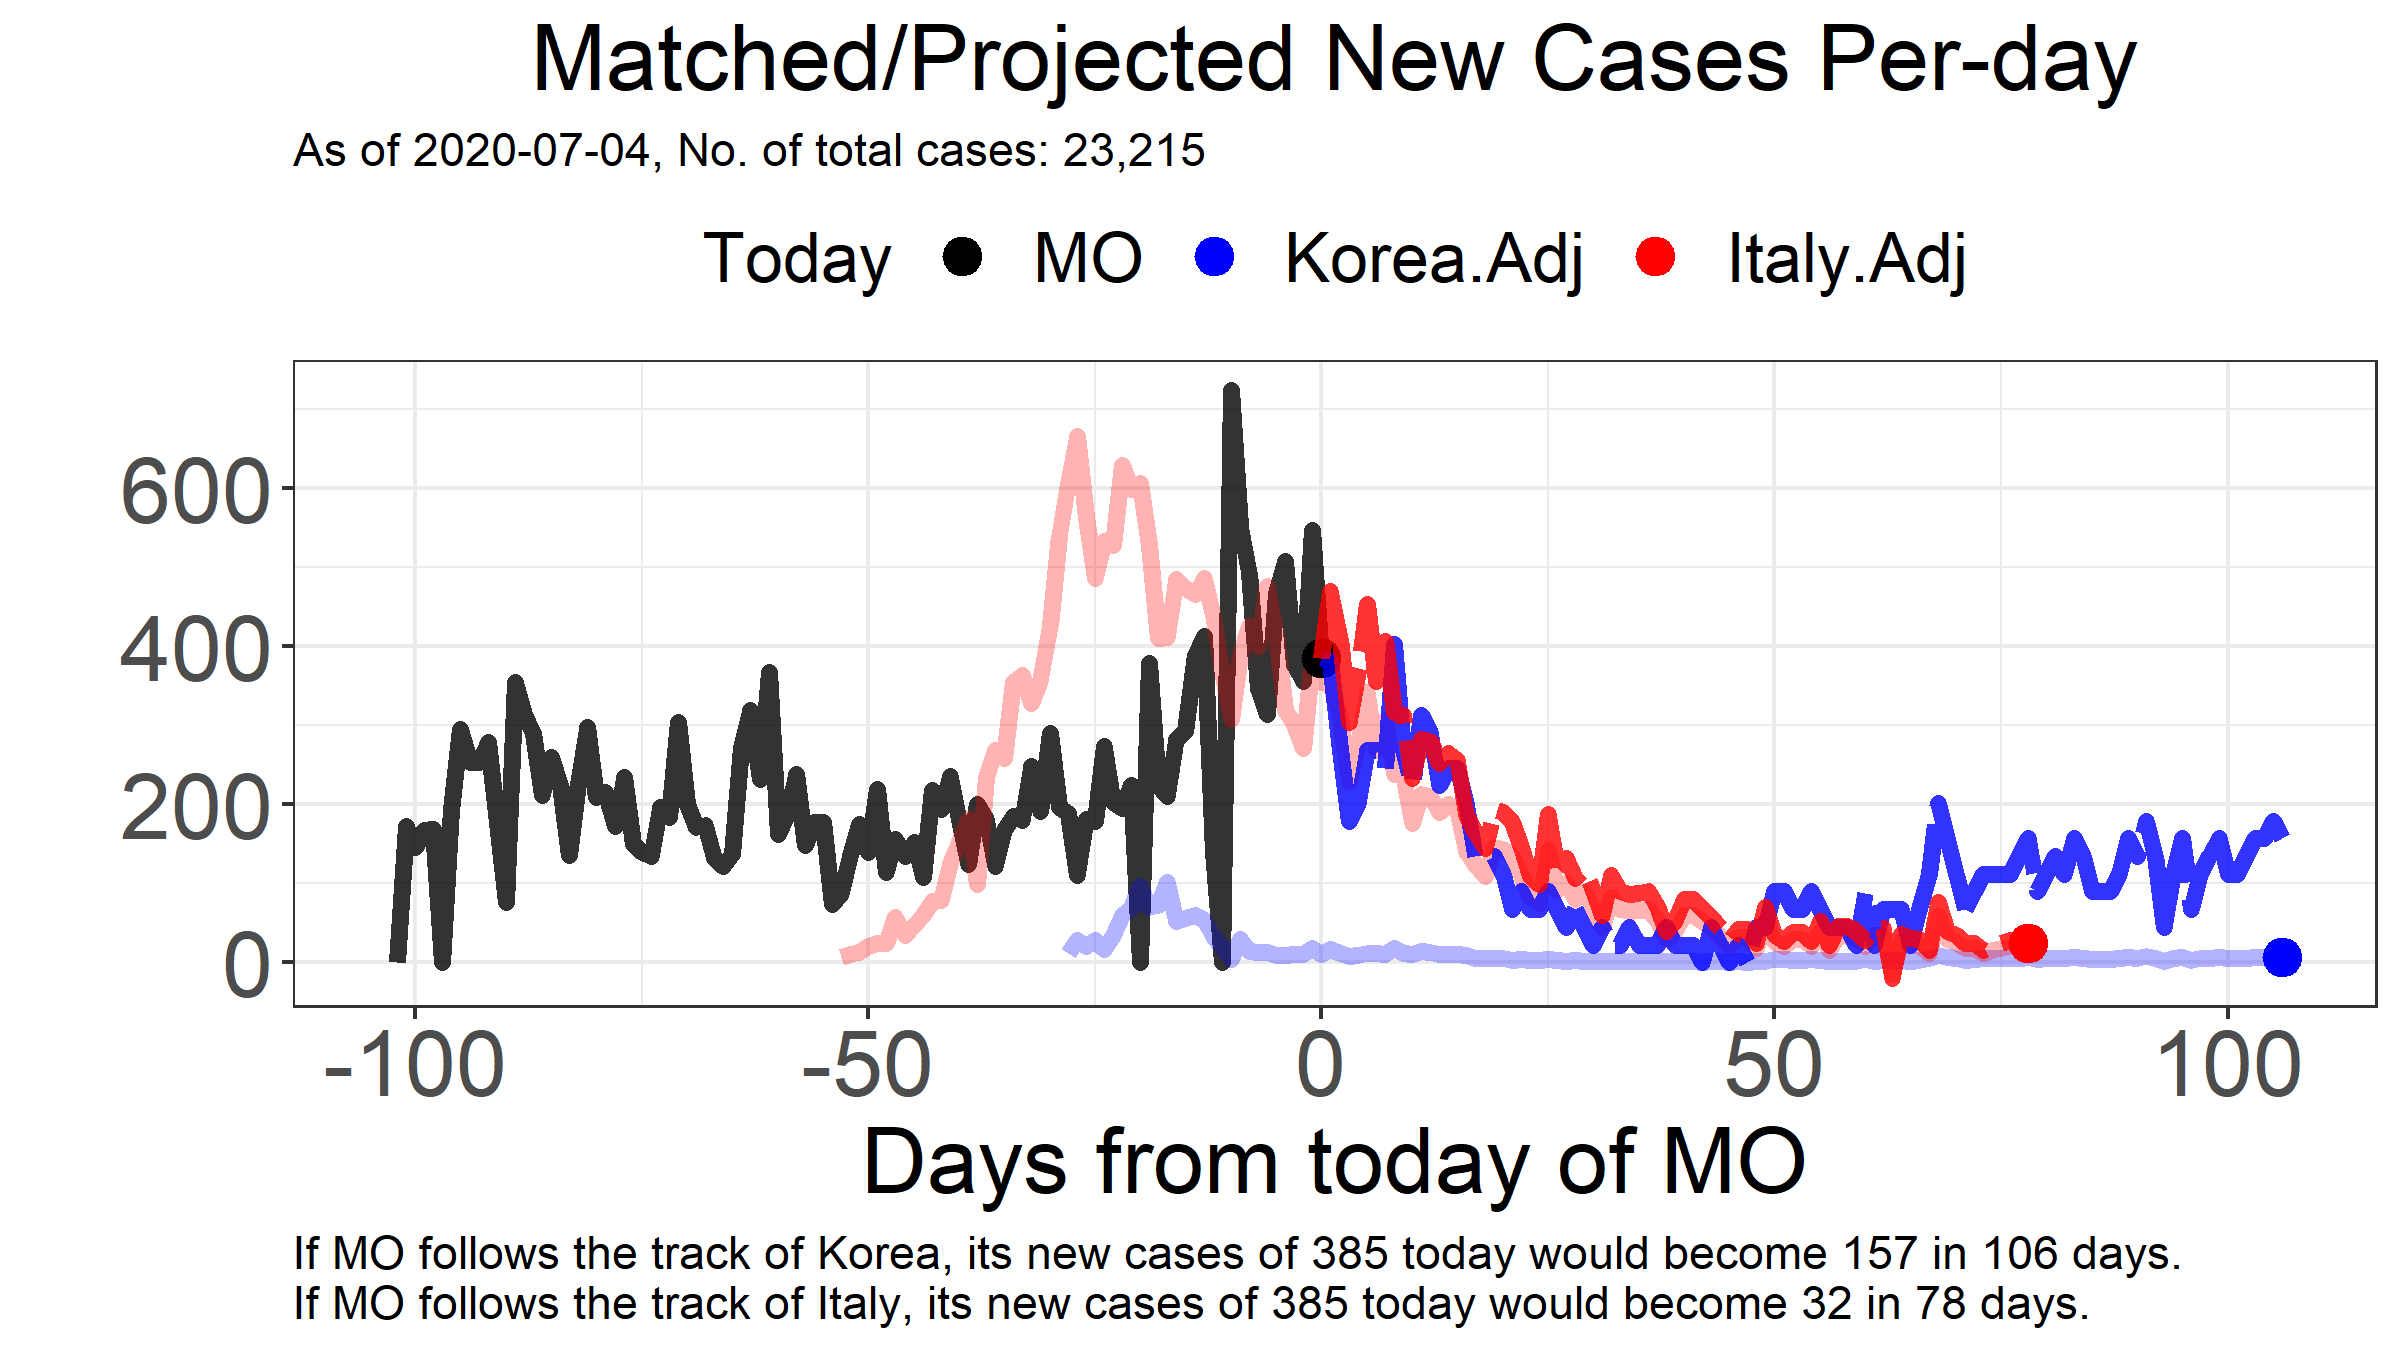 Matched/Projected New Cases Per-day
As of 2020-07-04, No. of total cases: 23,215
Today MO Korea.Adj Italy.Adj
600
400
200
0
-100 -50 0 50 100
Days from today of MO
If MO follows the track of Korea, its new cases of 385 today would become 157 in 106 days.
If MO follows the track of Italy, its new cases of 385 today would become 32 in 78 days.